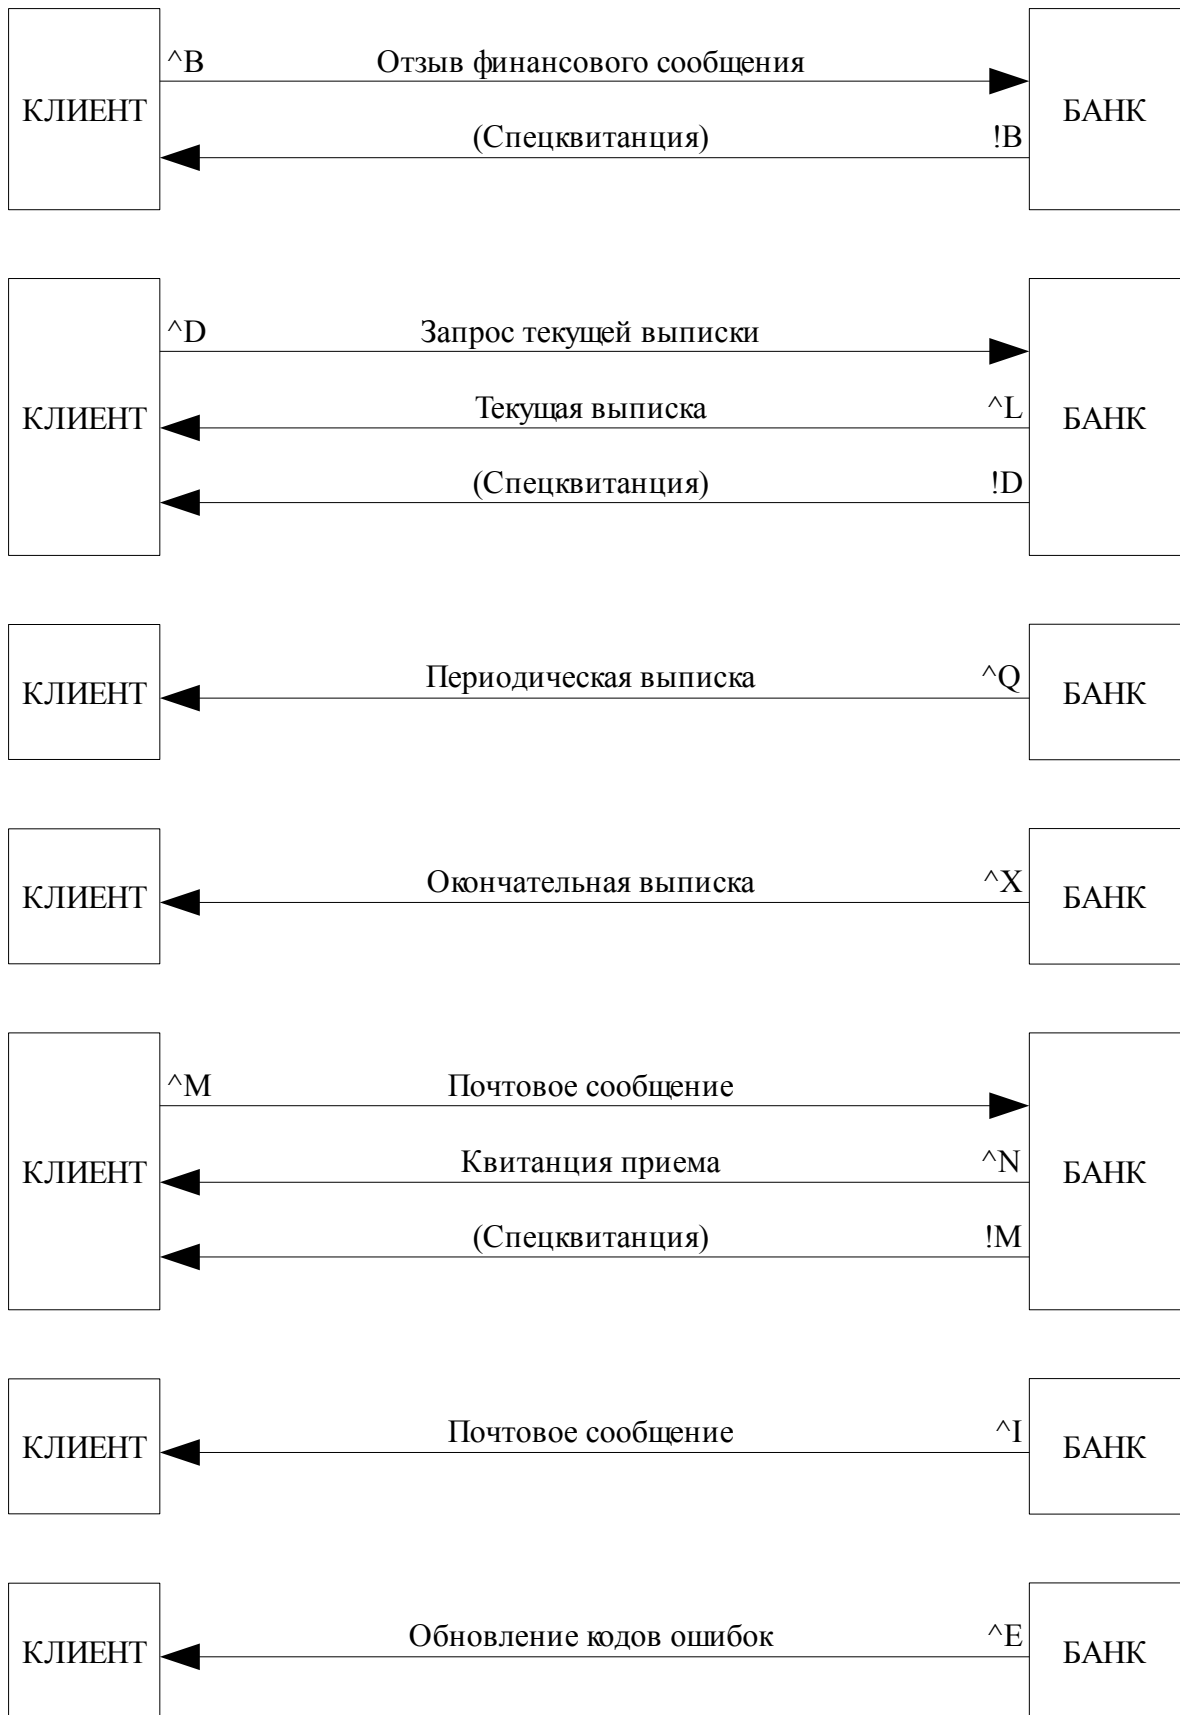 ^B Отзыв финансового сообщения
КЛИЕНТ БАНК
(Спецквитанция) !B
^D Запрос текущей выписки
Текущая выписка ^L
КЛИЕНТ БАНК
(Спецквитанция) !D
Периодическая выписка ^Q
КЛИЕНТ БАНК
Окончательная выписка ^X
КЛИЕНТ БАНК
^M Почтовое сообщение
Квитанция приема ^N
КЛИЕНТ БАНК
(Спецквитанция) !M
Почтовое сообщение ^I
КЛИЕНТ БАНК
Обновление кодов ошибок ^E
КЛИЕНТ БАНК